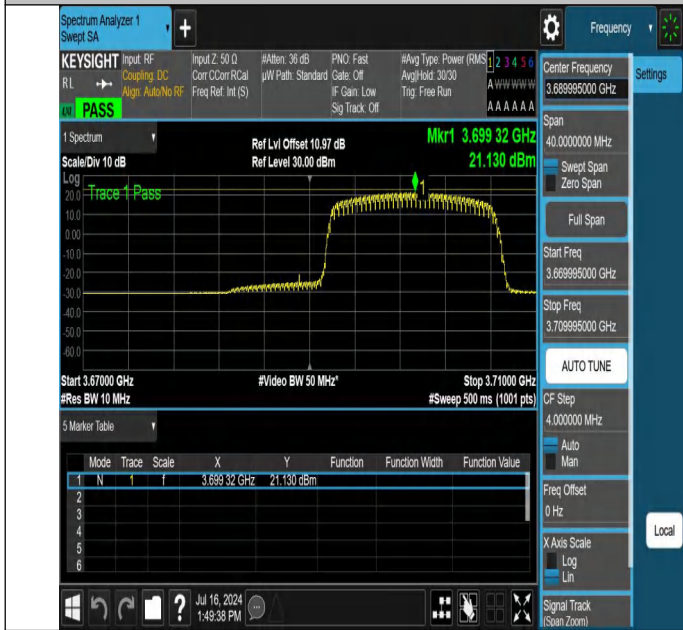 Spectrum Analyzer 1
Swept SA
+
Frequency
KEYSIGHT
RL
PASS
Input: RF
Coupling: DC
Align: Auto/No RF
Input Z: 50 Ω
Corr CCorr RCal
Freq Ref: Int (S)
#Atten: 36 dB
µW Path: Standard
PNO: Fast
Gate: Off
IF Gain: Low
Sig Track: Off
#Avg Type: Power (RMS
Avg|Hold: 30/30
Trig: Free Run
1 2 3 4 5 6
A W W W W W
A A A A A A
1 Spectrum
Scale/Div 10 dB
Ref Lvl Offset 10.97 dB
Ref Level 30.00 dBm
Mkr1 3.699 32 GHz
21.130 dBm
Log
Trace 1 Pass
1
20.0
10.0
0.00
-10.0
-20.0
-30.0
-40.0
-50.0
-60.0
Start 3.67000 GHz
#Res BW 10 MHz
#Video BW 50 MHz*
Stop 3.71000 GHz
#Sweep 500 ms (1001 pts)
5 Marker Table
Mode Trace Scale X Y Function Function Width Function Value
1 N 1 f 3.699 32 GHz 21.130 dBm
2
3
4
5
6
Jul 16, 2024
1:49:38 PM
?
Center Frequency
3.689995000 GHz
Settings
Span
40.0000000 MHz
Swept Span
Zero Span
Full Span
Start Freq
3.669995000 GHz
Stop Freq
3.709995000 GHz
AUTO TUNE
CF Step
4.000000 MHz
Auto
Man
Freq Offset
0 Hz
Local
X Axis Scale
Log
Lin
Signal Track
(Span Zoom)